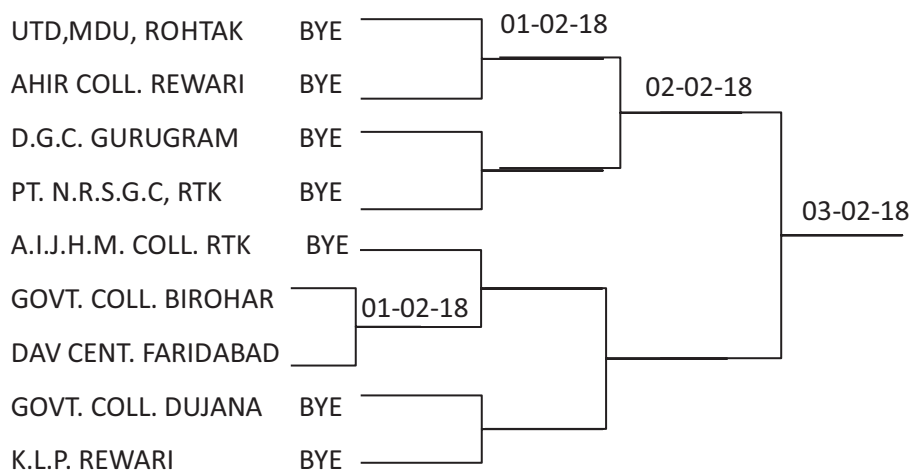 UTD,MDU, ROHTAK BYE 01-02-18
AHIR COLL. REWARI BYE 02-02-18
D.G.C. GURUGRAM BYE
PT. N.R.S.G.C, RTK BYE
03-02-18
A.I.J.H.M. COLL. RTK BYE
GOVT. COLL. BIROHAR 01-02-18
DAV CENT. FARIDABAD
GOVT. COLL. DUJANA BYE
K.L.P. REWARI BYE